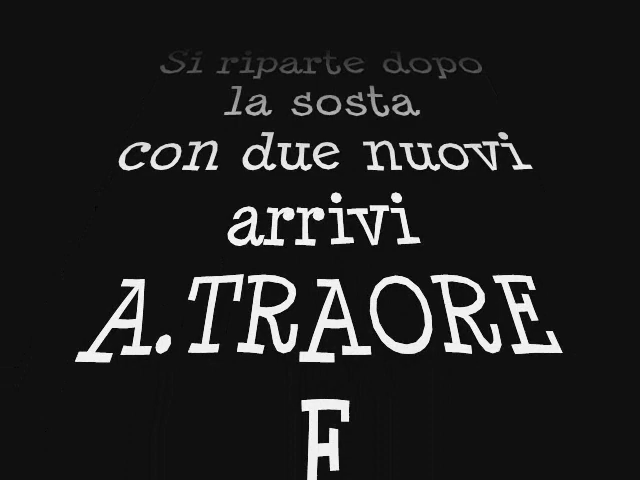 Si riparte dopo
la sosta
con due nuovi
arrivi
A.TRAORE